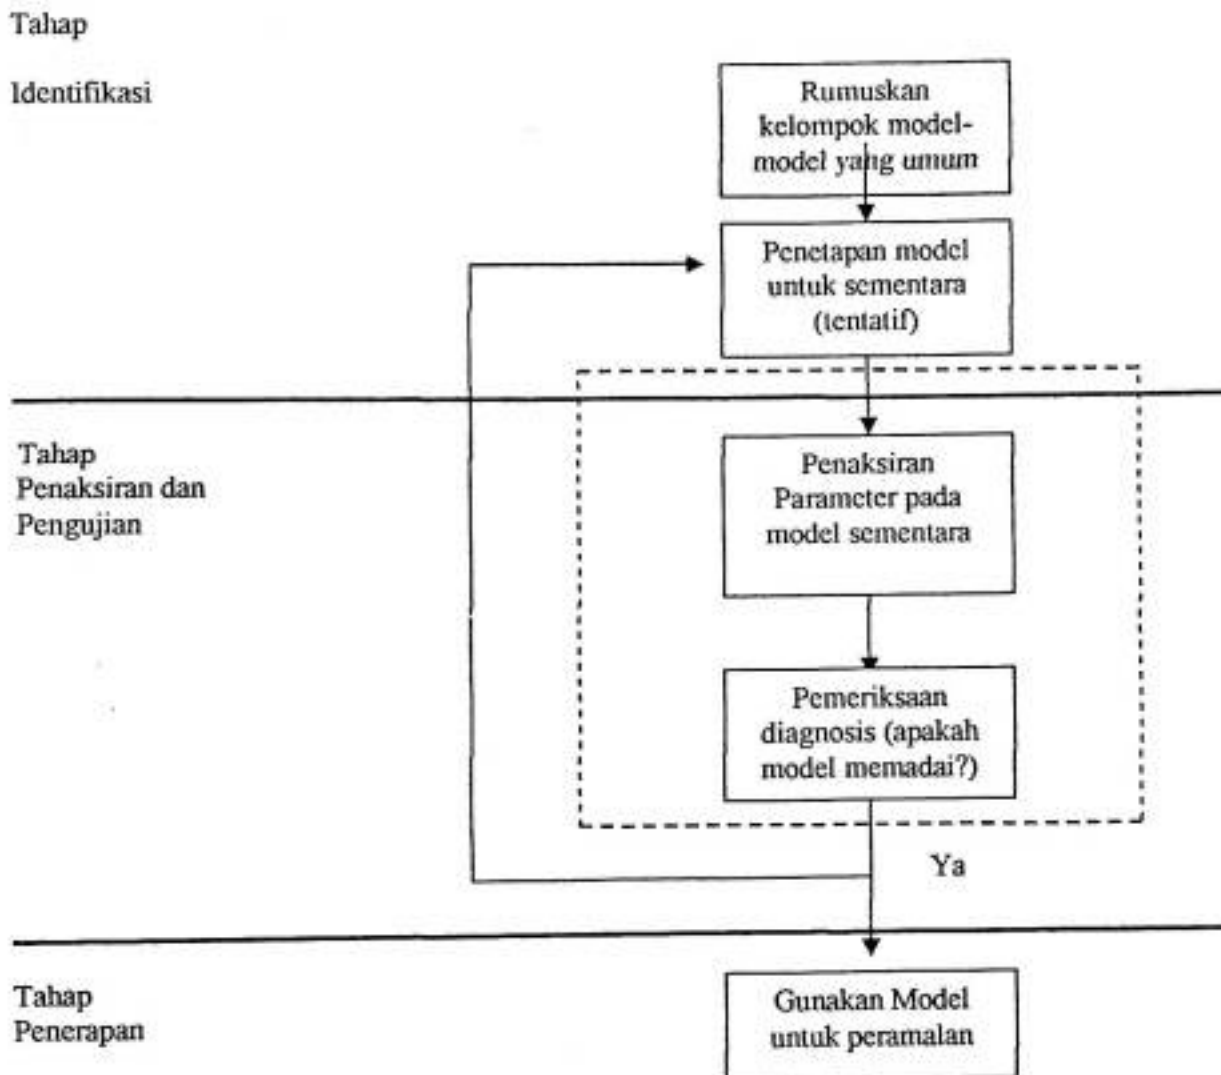 Tahap
Identifikasi
Rumuskan
kelompok model-
model yang umum
Penetapan model
untuk sementara
(tentatif)
Tahap
Penaksiran dan
Pengujian
Penaksiran
Parameter pada
model sementara
Pemeriksaan
diagnosis (apakah
model memadai?)
Ya
Tahap
Penerapan
Gunakan Model
untuk peramalan